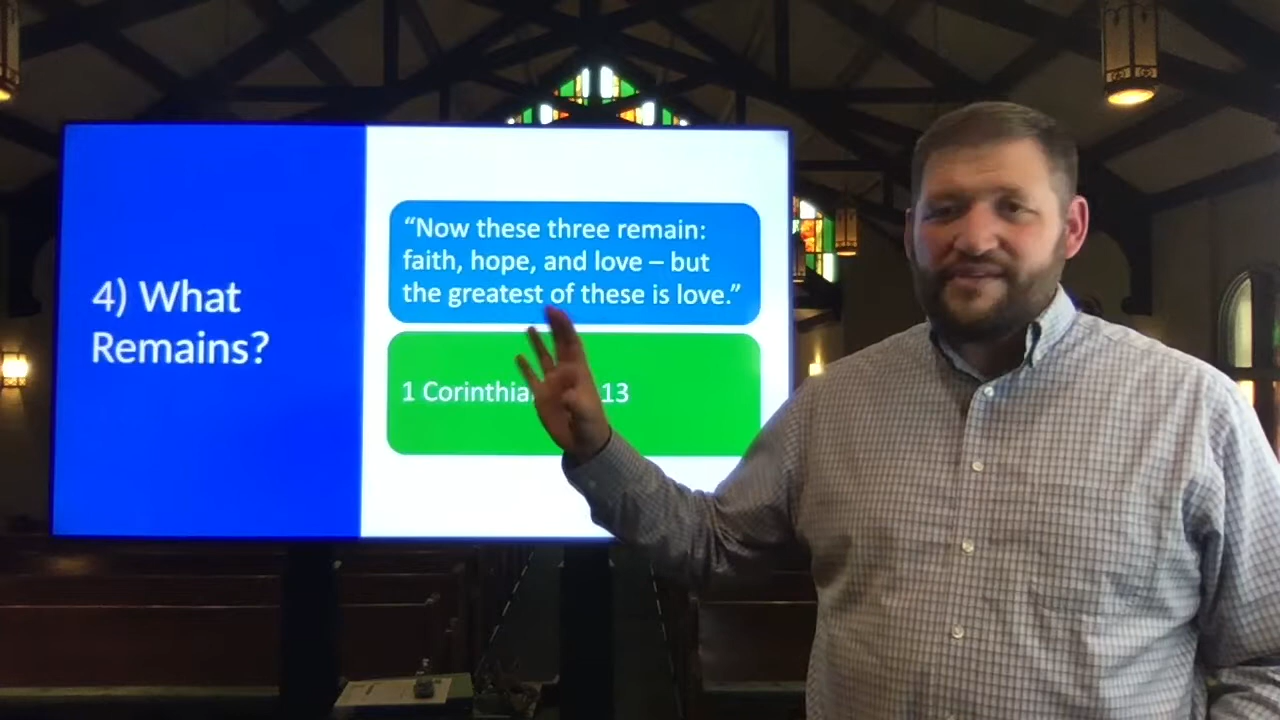 4) What
Remains?
“Now these three remain:
faith, hope, and love – but
the greatest of these is love.”
1 Corinthia 13